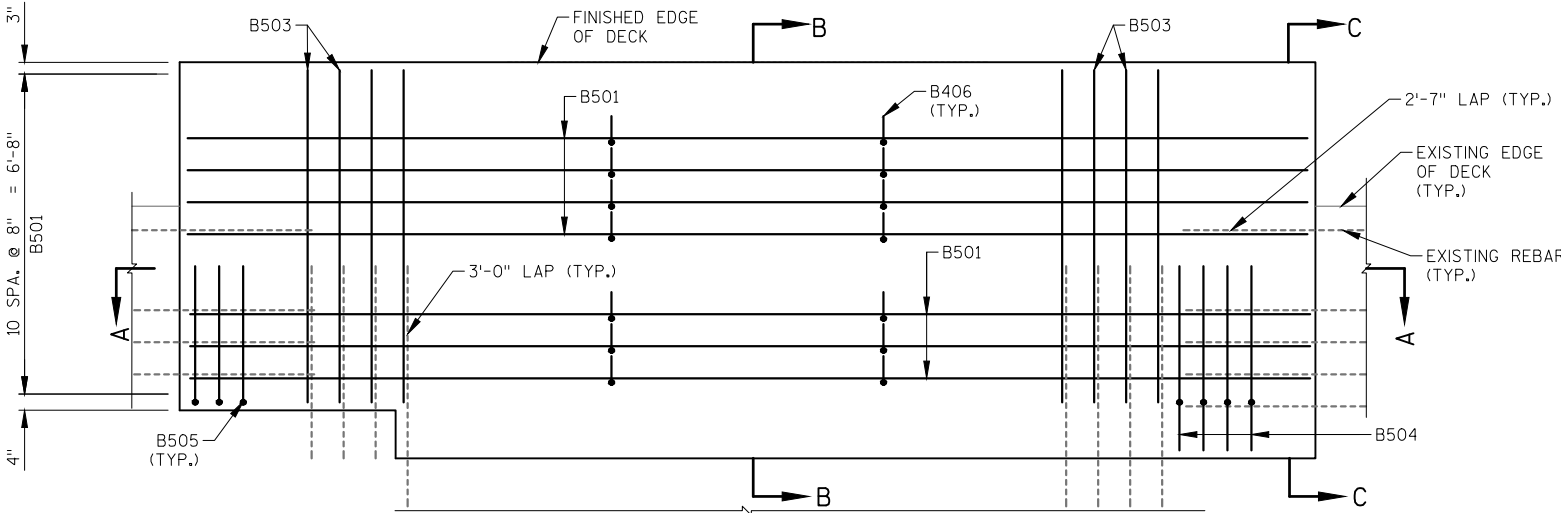 3"
B503
FINISHED EDGE
OF DECK
B
B503
C
B501
B406
(TYP.)
2'-7" LAP (TYP.)
EXISTING EDGE
OF DECK
(TYP.)
10 SPA. @ 8" = 6'-8"
B501
3'-0" LAP (TYP.)
B501
EXISTING REBAR
(TYP.)
A
A
B505
(TYP.)
B504
4"
B
C